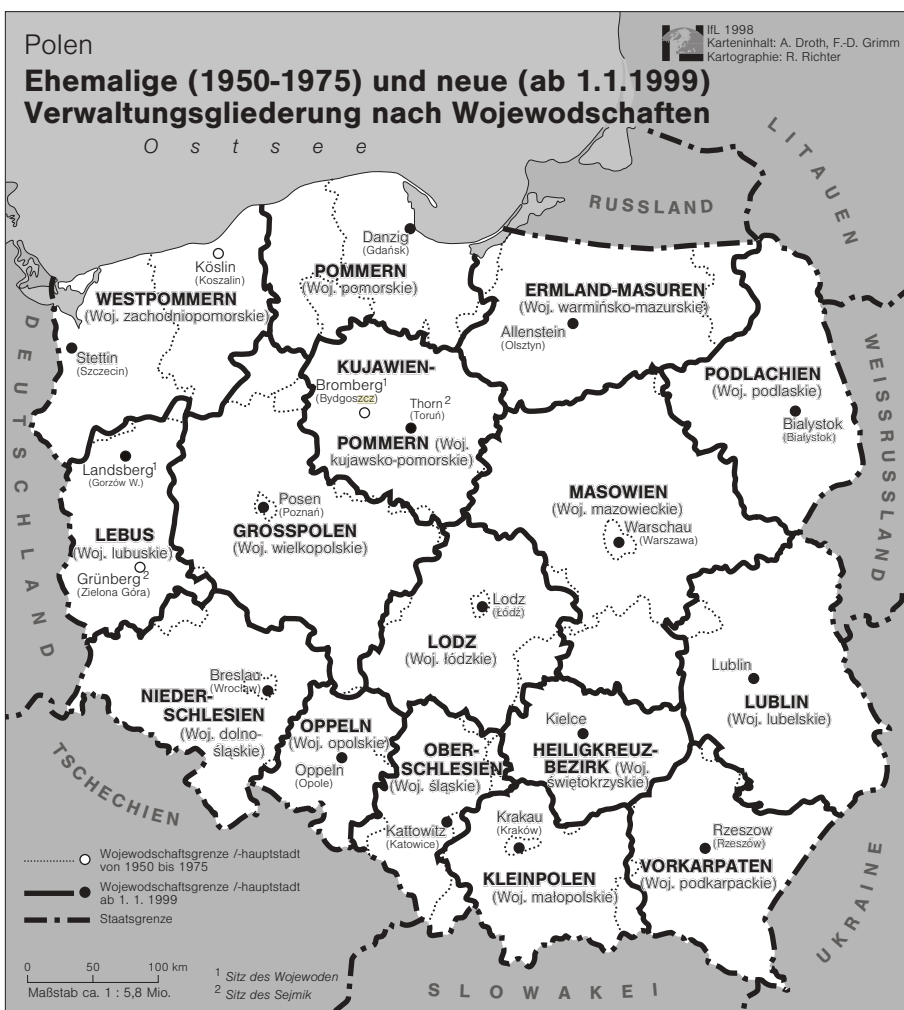 Polen
Ehemalige (1950-1975) und neue (ab 1.1.1999)
Verwaltungsgliederung nach Wojewodschaften
IfL 1998
Karteninhalt: A. Droth, F.-D. Grimm
Kartographie: R. Richter
Ostsee
LITAUEN
RUSSLAND
Danzig
(Gdańsk)
Köslin
(Koszalin)
POMMERN
(Woj. pomorskie)
WESTPOMMERN
(Woj. zachodniopomorskie)
ERMLAND-MASUREN
(Woj. warmińsko-mazurskie)
Allenstein
(Olsztyn)
DEUTSCHLAND
Stettin
(Szczecin)
KUJAWIEN-
Bromberg1
(Bydgoszcz)
Thorn2
(Toruń)
POMMERN (Woj.
kujawsko-pomorskie)
PODLACHIEN
(Woj. podlaskie)
Bialystok
(Białystok)
WEISSRUSSLAND
Landsberg1
(Gorzów W.)
LEBUS
(Woj. lubuskie)
Grünberg2
(Zielona Góra)
Posen
(Poznań)
GROSSPOLEN
(Woj. wielkopolskie)
MASOWIEN
(Woj. mazowieckie)
Warschau
(Warszawa)
Lodz
(Łódź)
LODZ
(Woj. łódzkie)
Lublin
LUBLIN
(Woj. lubelskie)
Breslau
(Wrocław)
NIEDER-
SCHLESIEN
(Woj. dolno-
śląskie)
OPPELN
(Woj. opolskie)
Oppeln
(Opole)
OBER-
SCHLESIEN
(Woj. śląskie)
Kattowitz
(Katowice)
Kielce
HEILIGKREUZ-
BEZIRK (Woj.
świętokrzyskie)
Krakau
(Kraków)
KLEINPOLEN
(Woj. małopolskie)
Rzeszow
(Rzeszów)
VORKARPATEN
(Woj. podkarpackie)
TSCHECHIEN
UKRAINE
SLOWAKEI
Wojewodschaftsgrenze /-hauptstadt
von 1950 bis 1975
Wojewodschaftsgrenze /-hauptstadt
ab 1. 1. 1999
Staatsgrenze
0 50 100 km
Maßstab ca. 1 : 5,8 Mio.
1 Sitz des Wojewoden
2 Sitz des Sejmik